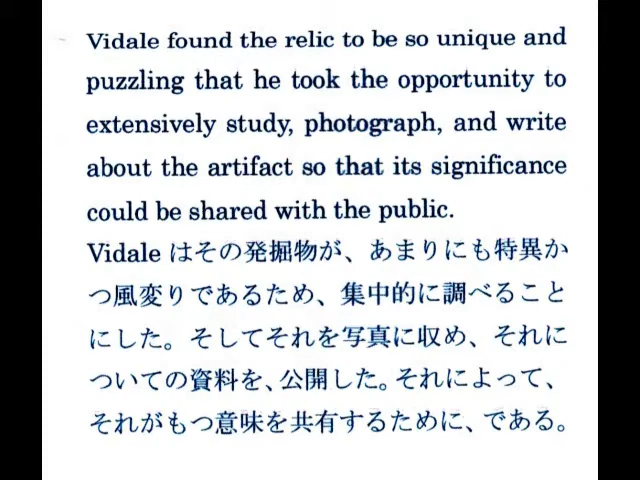 Vidale found the relic to be so unique and
puzzling that he took the opportunity to
extensively study, photograph, and write
about the artifact so that its significance
could be shared with the public.
Vidale はその発掘物が、あまりにも特異か
つ風変りであるため、集中的に調べること
にした。そしてそれを写真に収め、それに
ついての資料を、公開した。それによって、
それがもつ意味を共有するために、である。